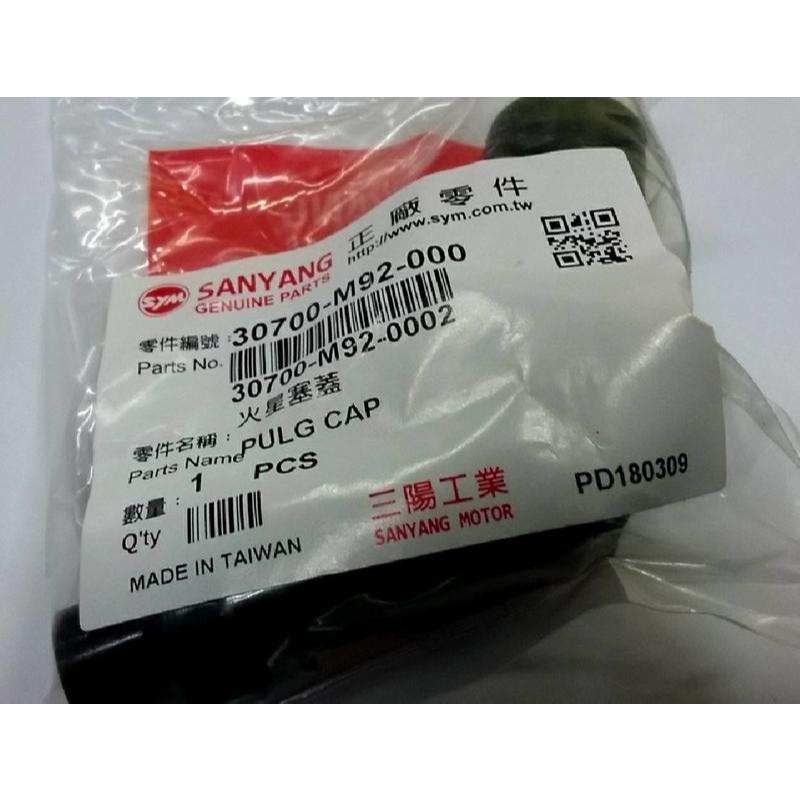 正廠零件
http://www.sym.com.tw
SYM
SANYANG
GENUINE PARTS
零件編號:30700-M92-000
Parts No.
30700-M92-0002
火星塞蓋
零件名稱:
Parts Name PULG CAP
數量: 1 PCS
Q'ty
MADE IN TAIWAN
三陽工業
SANYANG MOTOR
PD180309